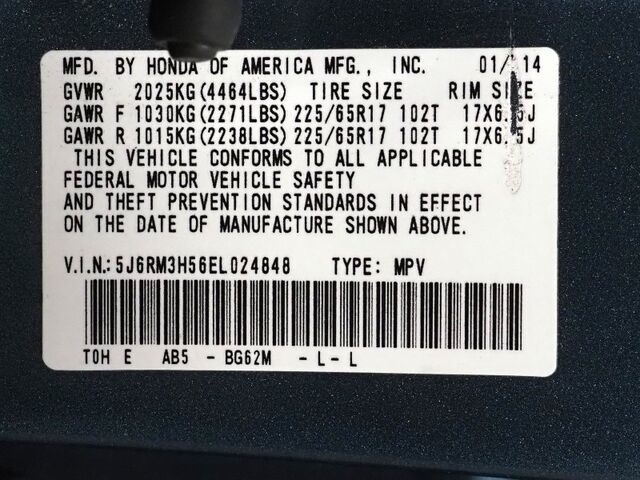 MFD. BY HONDA OF AMERICA MFG., INC. 01/14
GVWR 2025KG(4464LBS) TIRE SIZE RIM SIZE
GAWR F 1030KG(2271LBS) 225/65R17 102T 17X6.5J
GAWR R 1015KG(2238LBS) 225/65R17 102T 17X6.5J
THIS VEHICLE CONFORMS TO ALL APPLICABLE
FEDERAL MOTOR VEHICLE SAFETY
AND THEFT PREVENTION STANDARDS IN EFFECT
ON THE DATE OF MANUFACTURE SHOWN ABOVE.
V.I.N.: 5J6RM3H56EL024848 TYPE: MPV
T0H E AB5 - BG62M - L - L